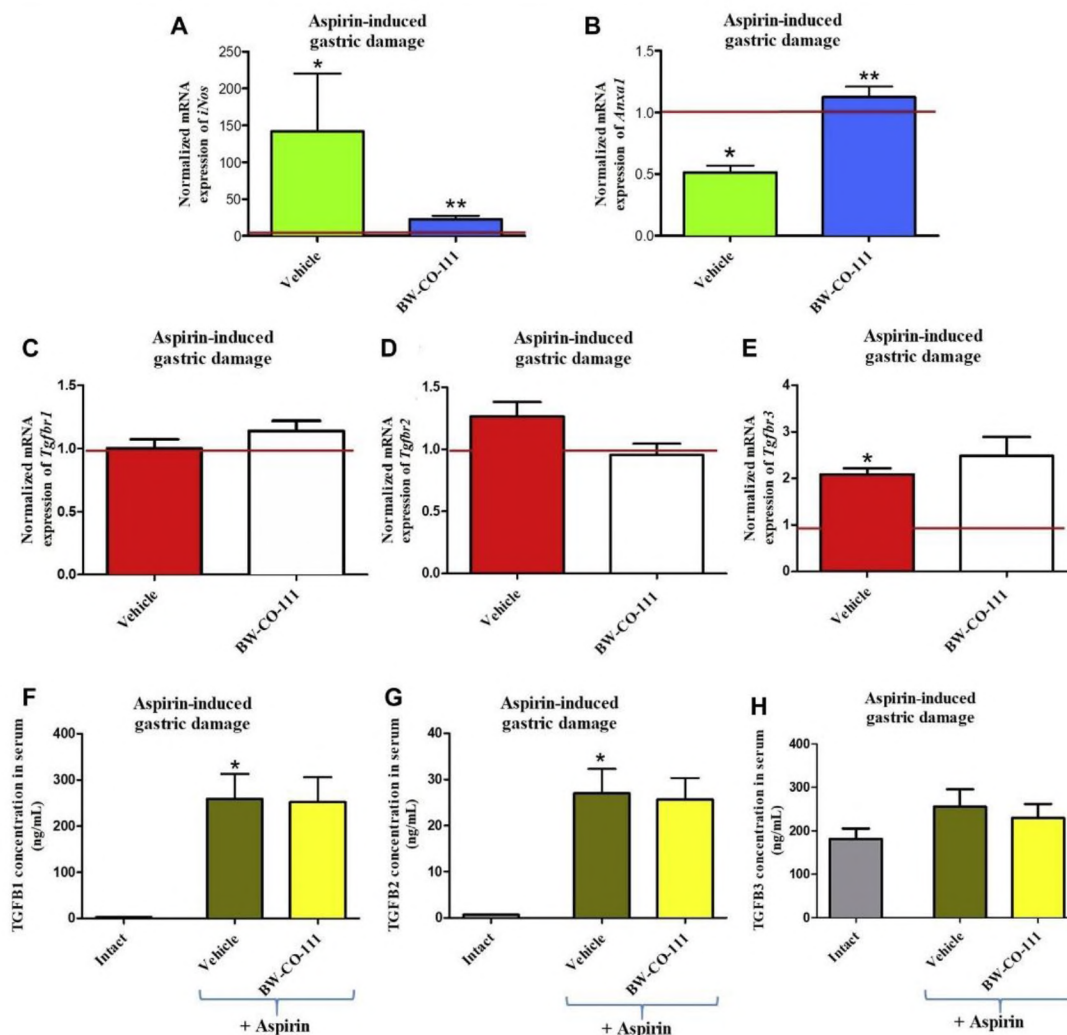 A
Aspirin-induced
gastric damage
Normalized mRNA
expression of iNos
250
200
150
100
50
0
*
**
Vehicle
BW-CO-111
B
Aspirin-induced
gastric damage
Normalized mRNA
expression of Anxa1
1.5
1.0
0.5
0.0
*
**
Vehicle
BW-CO-111
C
Aspirin-induced
gastric damage
Normalized mRNA
expression of Tgfbr1
1.5
1.0
0.5
0.0
Vehicle
BW-CO-111
D
Aspirin-induced
gastric damage
Normalized mRNA
expression of Tgfbr2
1.5
1.0
0.5
0.0
Vehicle
BW-CO-111
E
Aspirin-induced
gastric damage
Normalized mRNA
expression of Tgfbr3
4
3
2
1
0
*
Vehicle
BW-CO-111
F
Aspirin-induced
gastric damage
TGFB1 concentration in serum
(ng/mL)
400
300
200
100
0
*
Intact
Vehicle
BW-CO-111
+ Aspirin
G
Aspirin-induced
gastric damage
TGFB2 concentration in serum
(ng/mL)
40
30
20
10
0
*
Intact
Vehicle
BW-CO-111
+ Aspirin
H
Aspirin-induced
gastric damage
TGFB3 concentration in serum
(ng/mL)
400
300
200
100
0
Intact
Vehicle
BW-CO-111
+ Aspirin